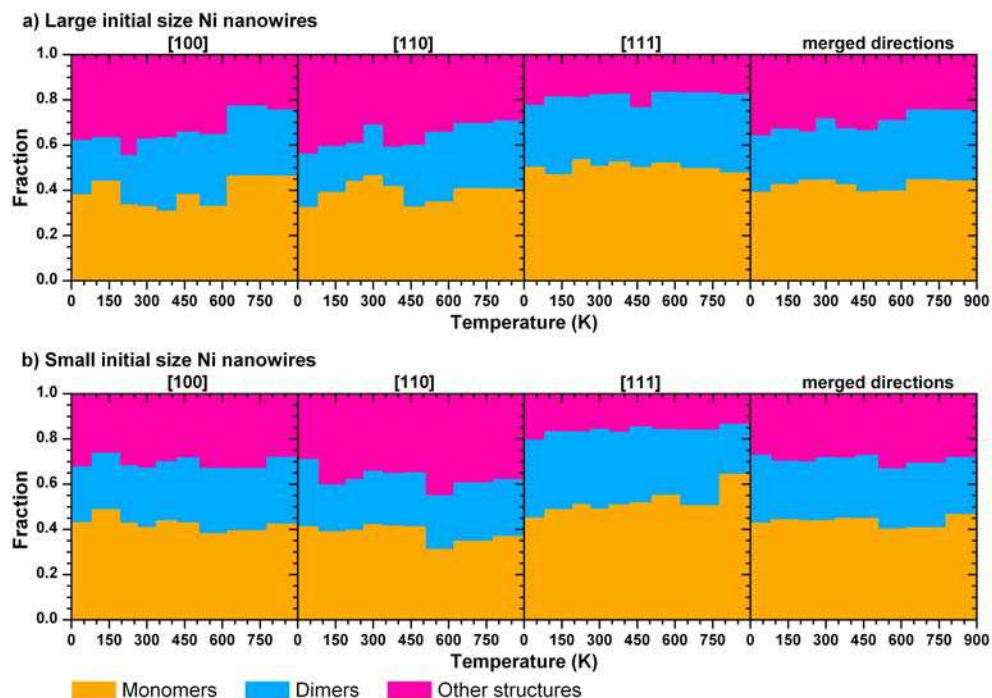 a) Large initial size Ni nanowires
[100] [110] [111] merged directions
1.0
0.8
0.6
0.4
0.2
0.0
Fraction
0 150 300 450 600 750 0 150 300 450 600 750 0 150 300 450 600 750 0 150 300 450 600 750 900
Temperature (K) Temperature (K)
b) Small initial size Ni nanowires
[100] [110] [111] merged directions
1.0
0.8
0.6
0.4
0.2
0.0
Fraction
0 150 300 450 600 750 0 150 300 450 600 750 0 150 300 450 600 750 0 150 300 450 600 750 900
Temperature (K) Temperature (K)
Monomers Dimers Other structures